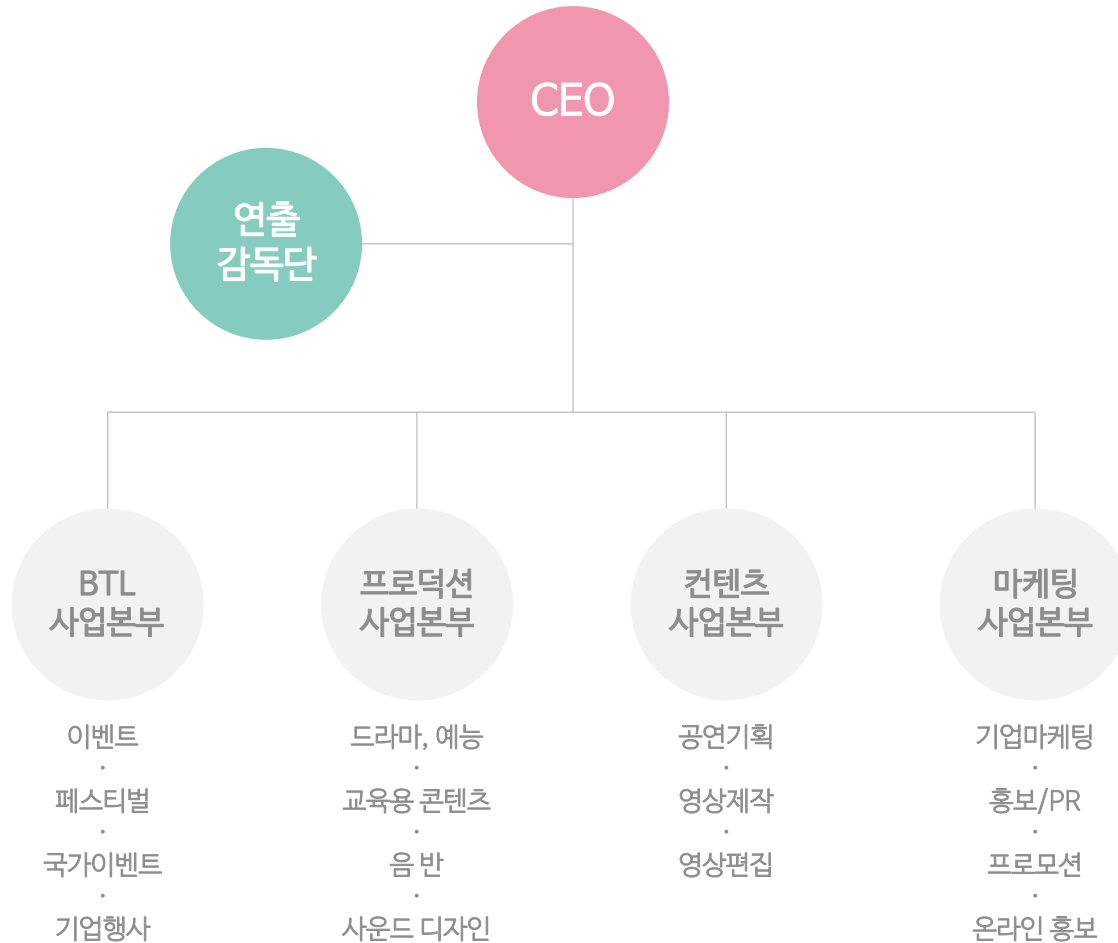 CEO
연출
감독단
BTL
사업본부
프로덕션
사업본부
컨텐츠
사업본부
마케팅
사업본부
이벤트
페스티벌
국가이벤트
기업행사
드라마, 예능
교육용 콘텐츠
음 반
사운드 디자인
공연기획
영상제작
영상편집
기업마케팅
홍보/PR
프로모션
온라인 홍보